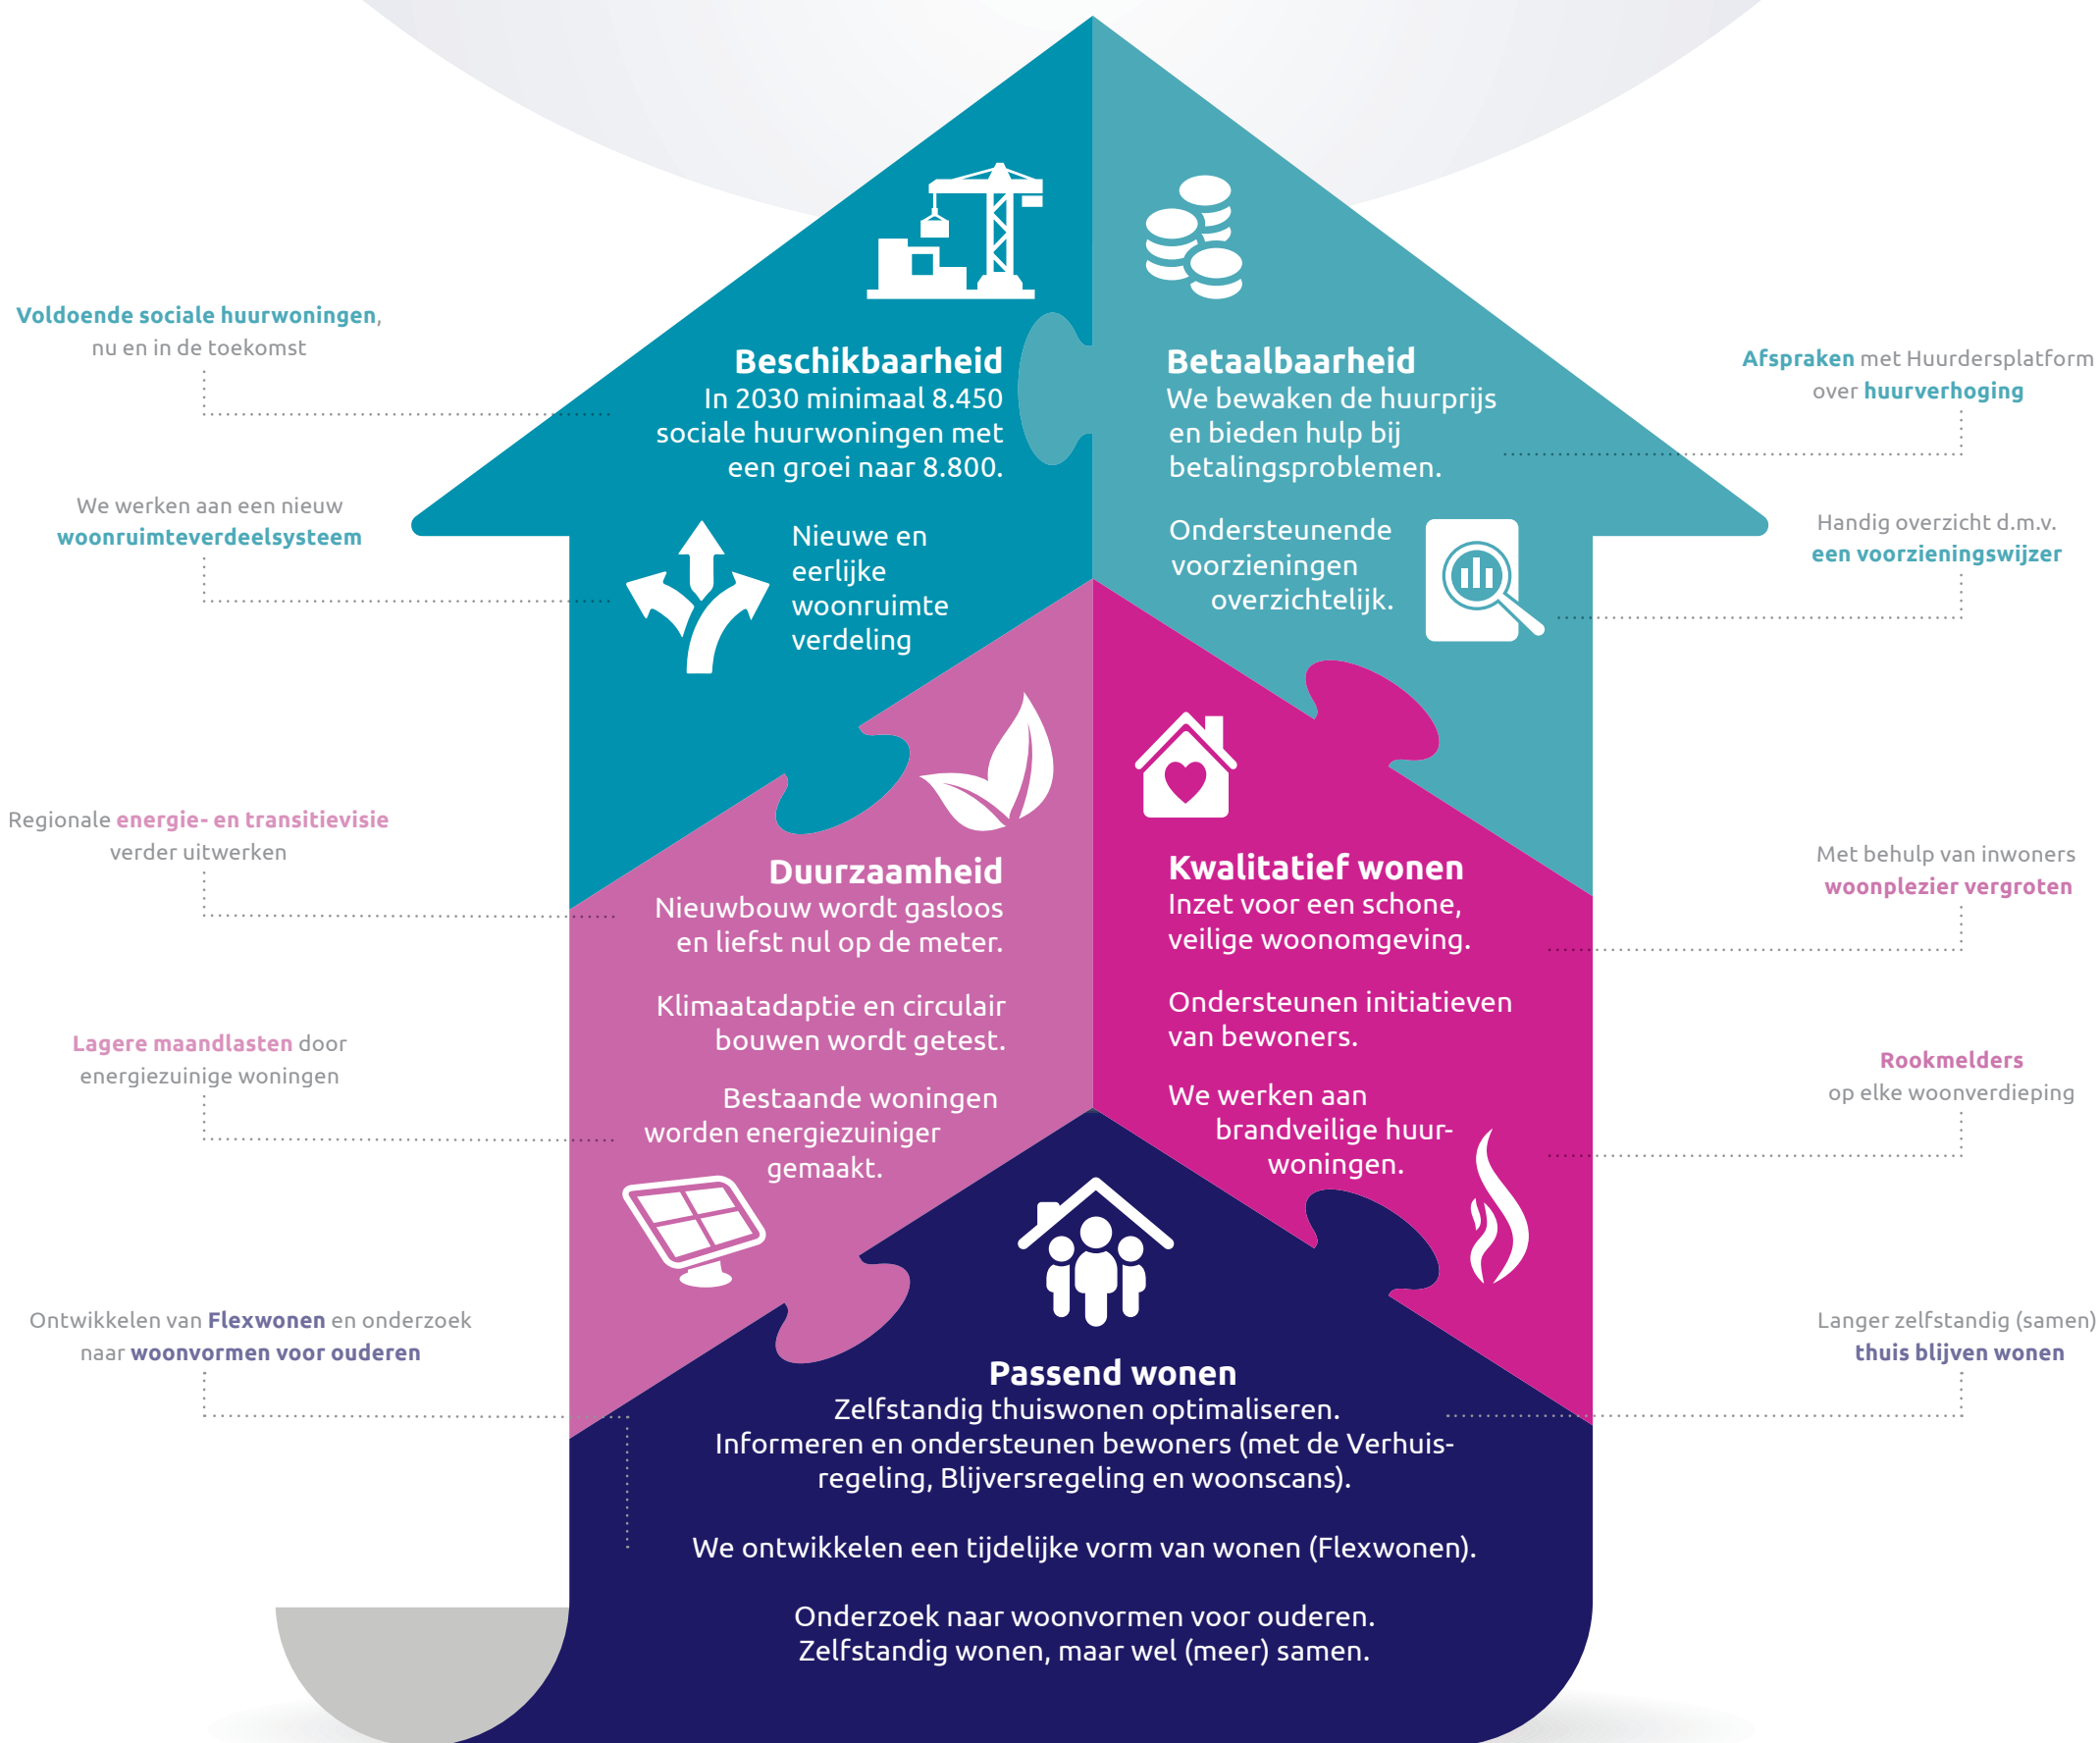 Voldoende sociale huurwoningen,
nu en in de toekomst
We werken aan een nieuw
woonruimteverdeelsysteem
Beschikbaarheid
In 2030 minimaal 8.450
sociale huurwoningen met
een groei naar 8.800.
Nieuwe en
eerlijke
woonruimte
verdeling
Betaalbaarheid
We bewaken de huurprijs
en bieden hulp bij
betalingsproblemen.
Ondersteunende
voorzieningen
overzichtelijk.
Afspraken met Huurdersplatform
over huurverhoging
Handig overzicht d.m.v.
een voorzieningswijzer
Regionale energie- en transitievisie
verder uitwerken
Lagere maandlasten door
energiezuinige woningen
Duurzaamheid
Nieuwbouw wordt gasloos
en liefst nul op de meter.
Klimaatadaptie en circulair
bouwen wordt getest.
Bestaande woningen
worden energiezuiniger
gemaakt.
Kwalitatief wonen
Inzet voor een schone,
veilige woonomgeving.
Ondersteunen initiatieven
van bewoners.
We werken aan
brandveilige huur-
woningen.
Met behulp van inwoners
woonplezier vergroten
Rookmelders
op elke woonverdieping
Ontwikkelen van Flexwonen en onderzoek
naar woonvormen voor ouderen
Passend wonen
Zelfstandig thuiswonen optimaliseren.
Informeren en ondersteunen bewoners (met de Verhuis-
regeling, Blijversregeling en woonscans).
We ontwikkelen een tijdelijke vorm van wonen (Flexwonen).
Onderzoek naar woonvormen voor ouderen.
Zelfstandig wonen, maar wel (meer) samen.
Langer zelfstandig (samen)
thuis blijven wonen